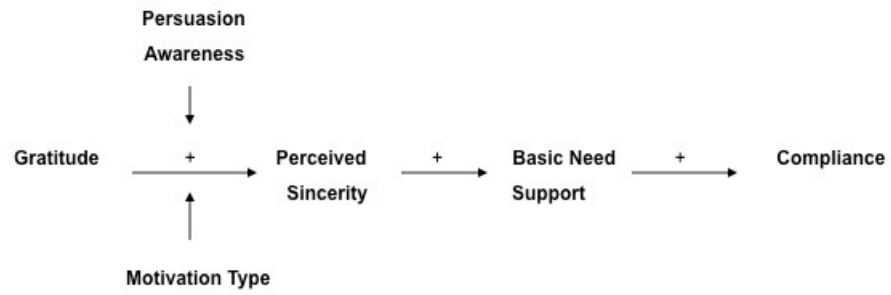 Persuasion
Awareness
Gratitude + Perceived + Basic Need + Compliance
Sincerity Support
Motivation Type